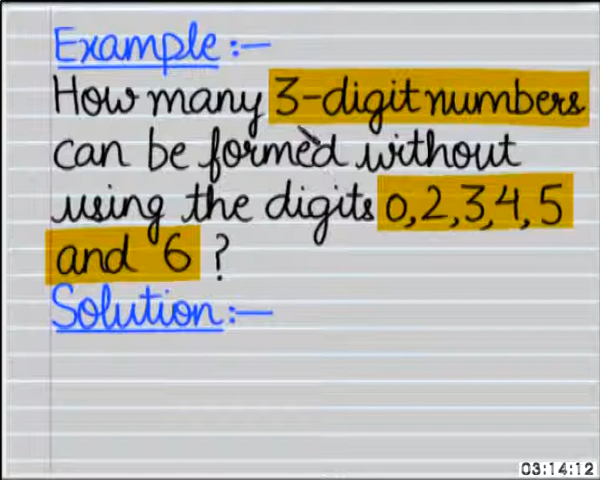 Example:-
How many 3-digit numbers
can be formed without
using the digits 0,2,3,4,5
and 6 ?
Solution:-
03:14:12